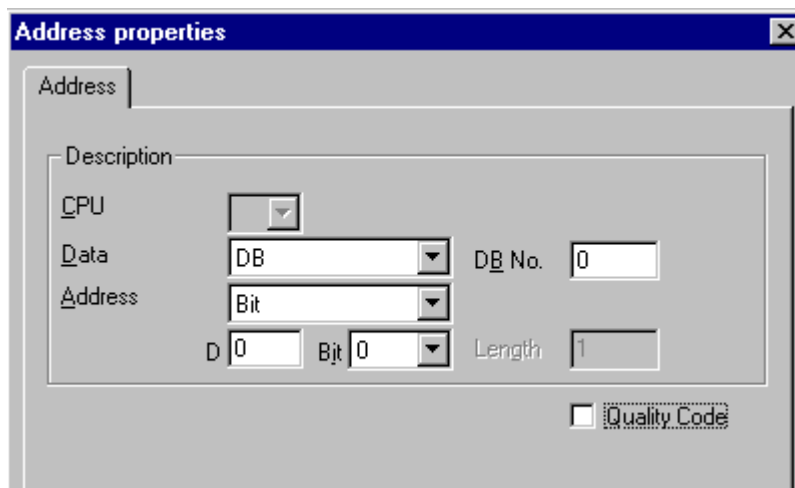 Address properties
Address
Description
CPU
Data DB DB No. 0
Address Bit
D 0 Bit 0 Length 1
Quality Code